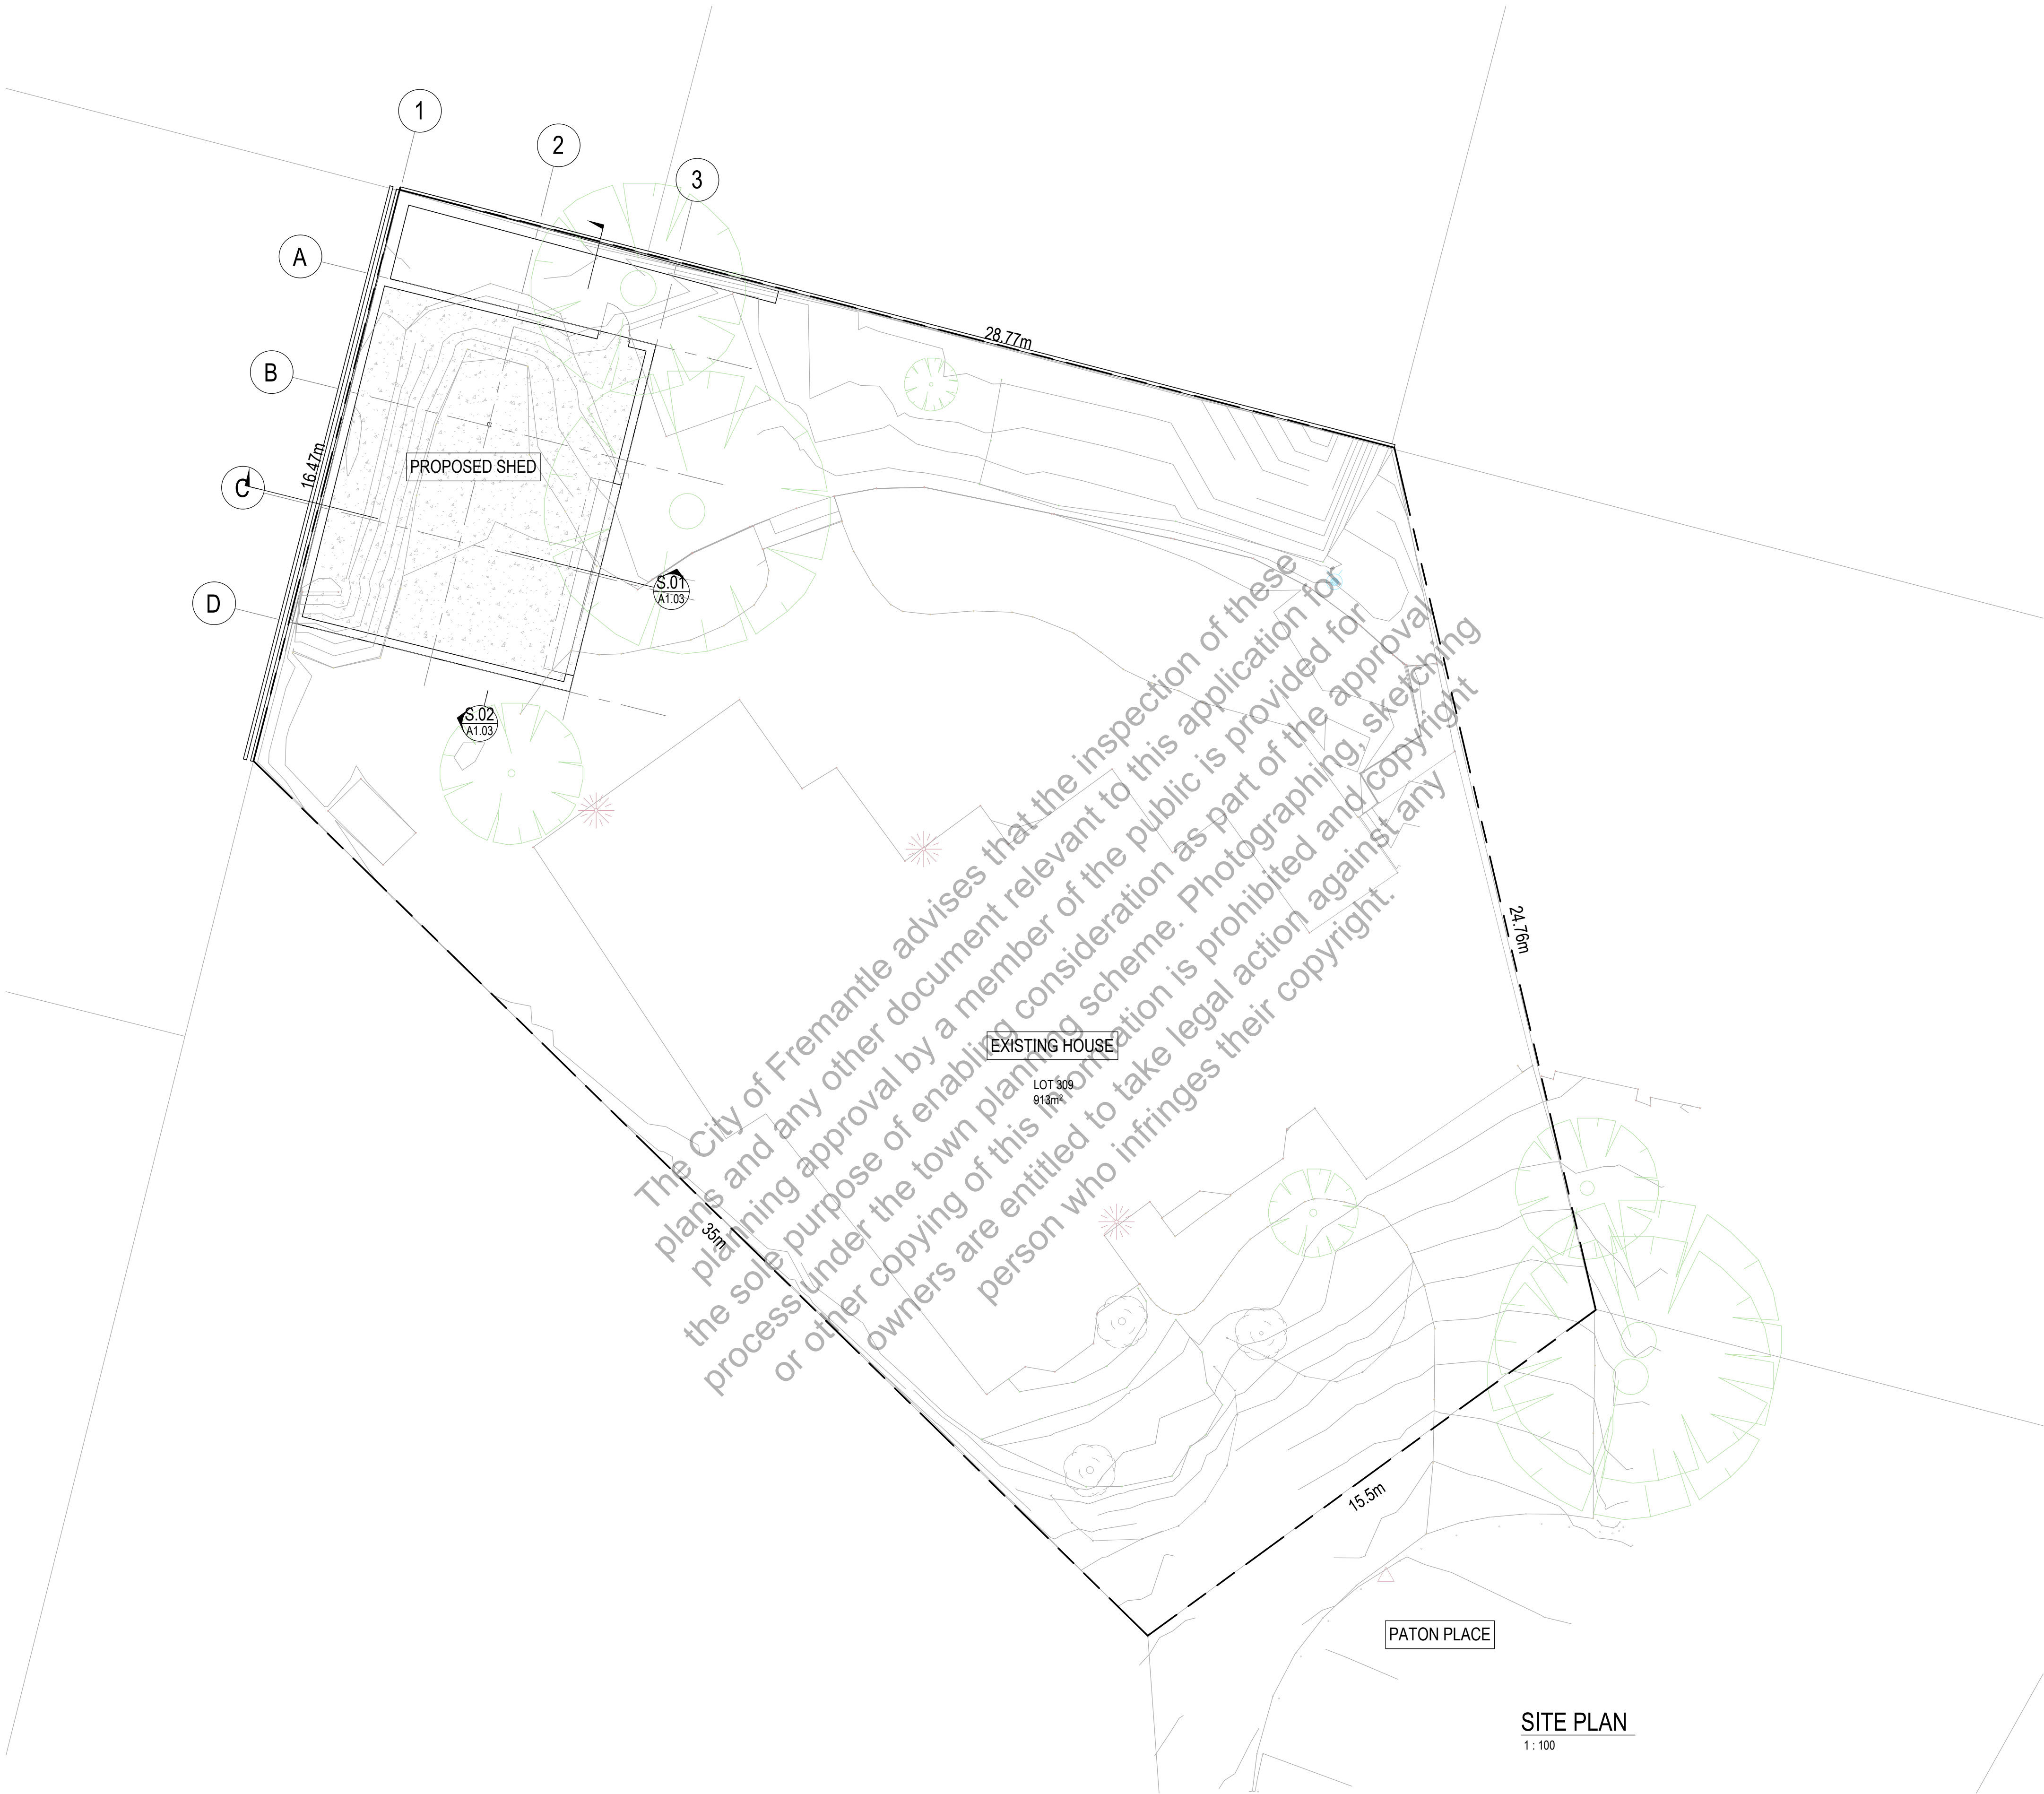 1
2
3
A
28.77m
B
16.47m
PROPOSED SHED
C
D
S.01
A1.03
S.02
A1.03
24.76m
The City of Fremantle advises that the inspection of these
plans and any other document relevant to this application for
planning approval by a member of the public is provided for
the sole purpose of enabling consideration as part of the approval
process under the town planning scheme. Photographing, sketching
or other copying of this information is prohibited and copyright
owners are entitled to take legal action against any
person who infringes their copyright.
EXISTING HOUSE
LOT 309
913m²
35m
15.5m
PATON PLACE
SITE PLAN
1 : 100